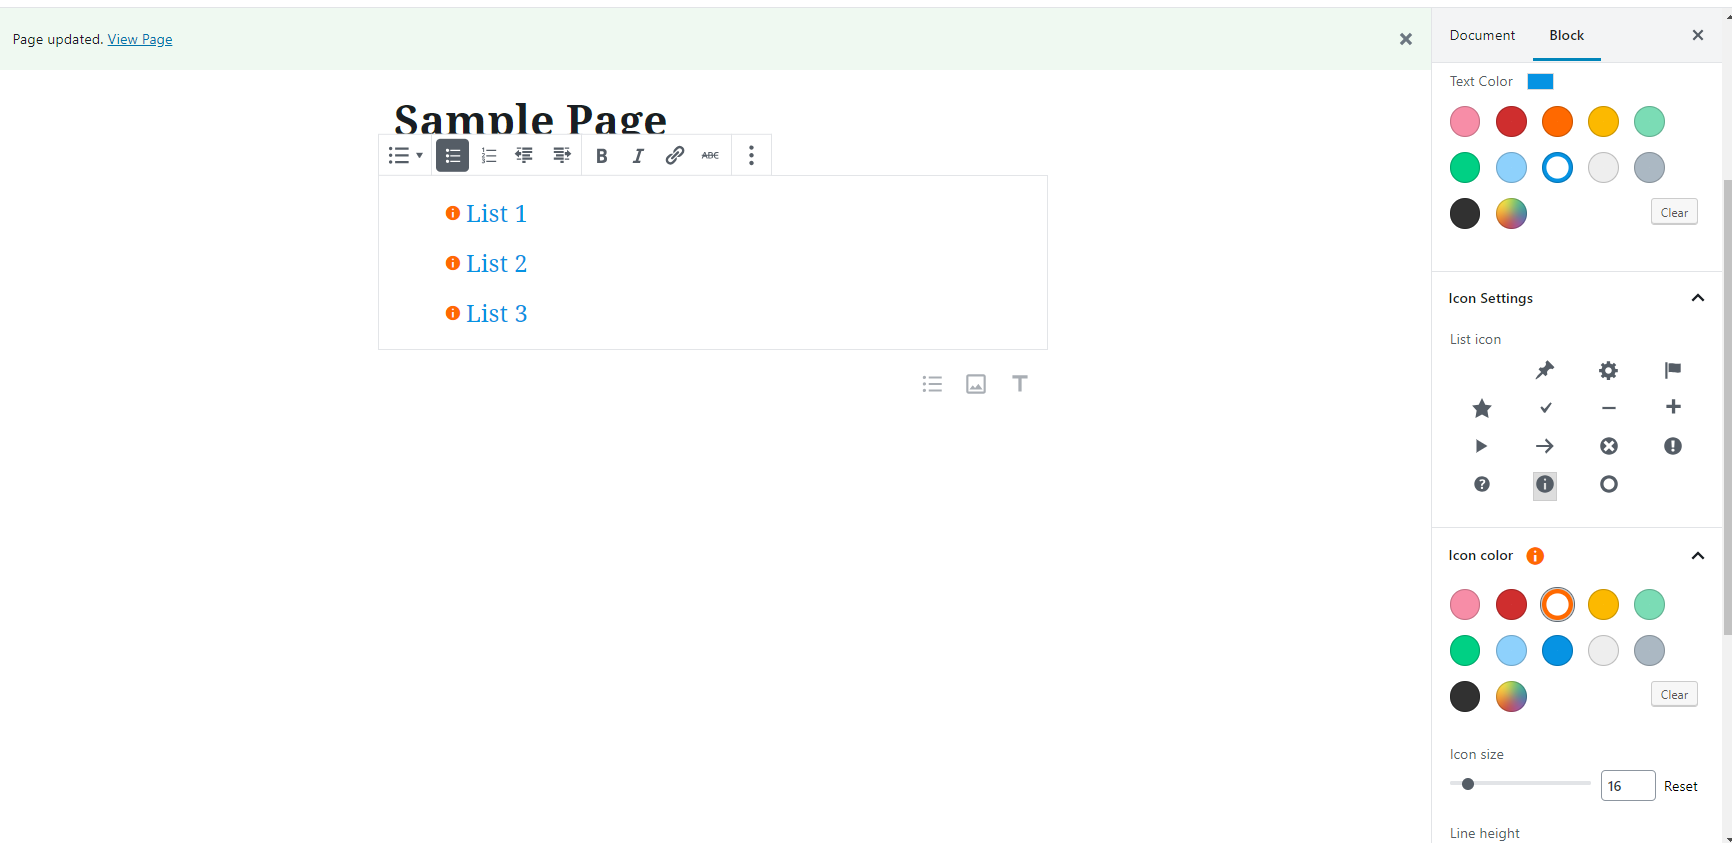 Page updated. View Page
Document Block
Sample Page
B I ABC
List 1
List 2
List 3
T
Text Color
Clear
Icon Settings
List icon
Icon color
Clear
Icon size
16 Reset
Line height